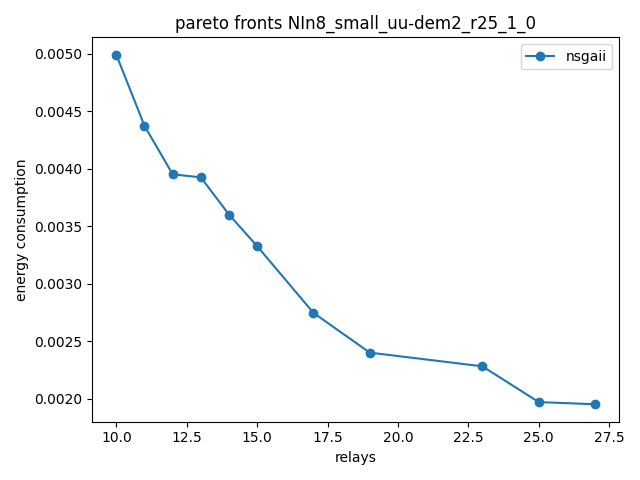 pareto fronts NIn8_small_uu-dem2_r25_1_0
nsgaii
0.0050
0.0045
0.0040
0.0035
0.0030
0.0025
0.0020
energy consumption
10.0 12.5 15.0 17.5 20.0 22.5 25.0 27.5
relays